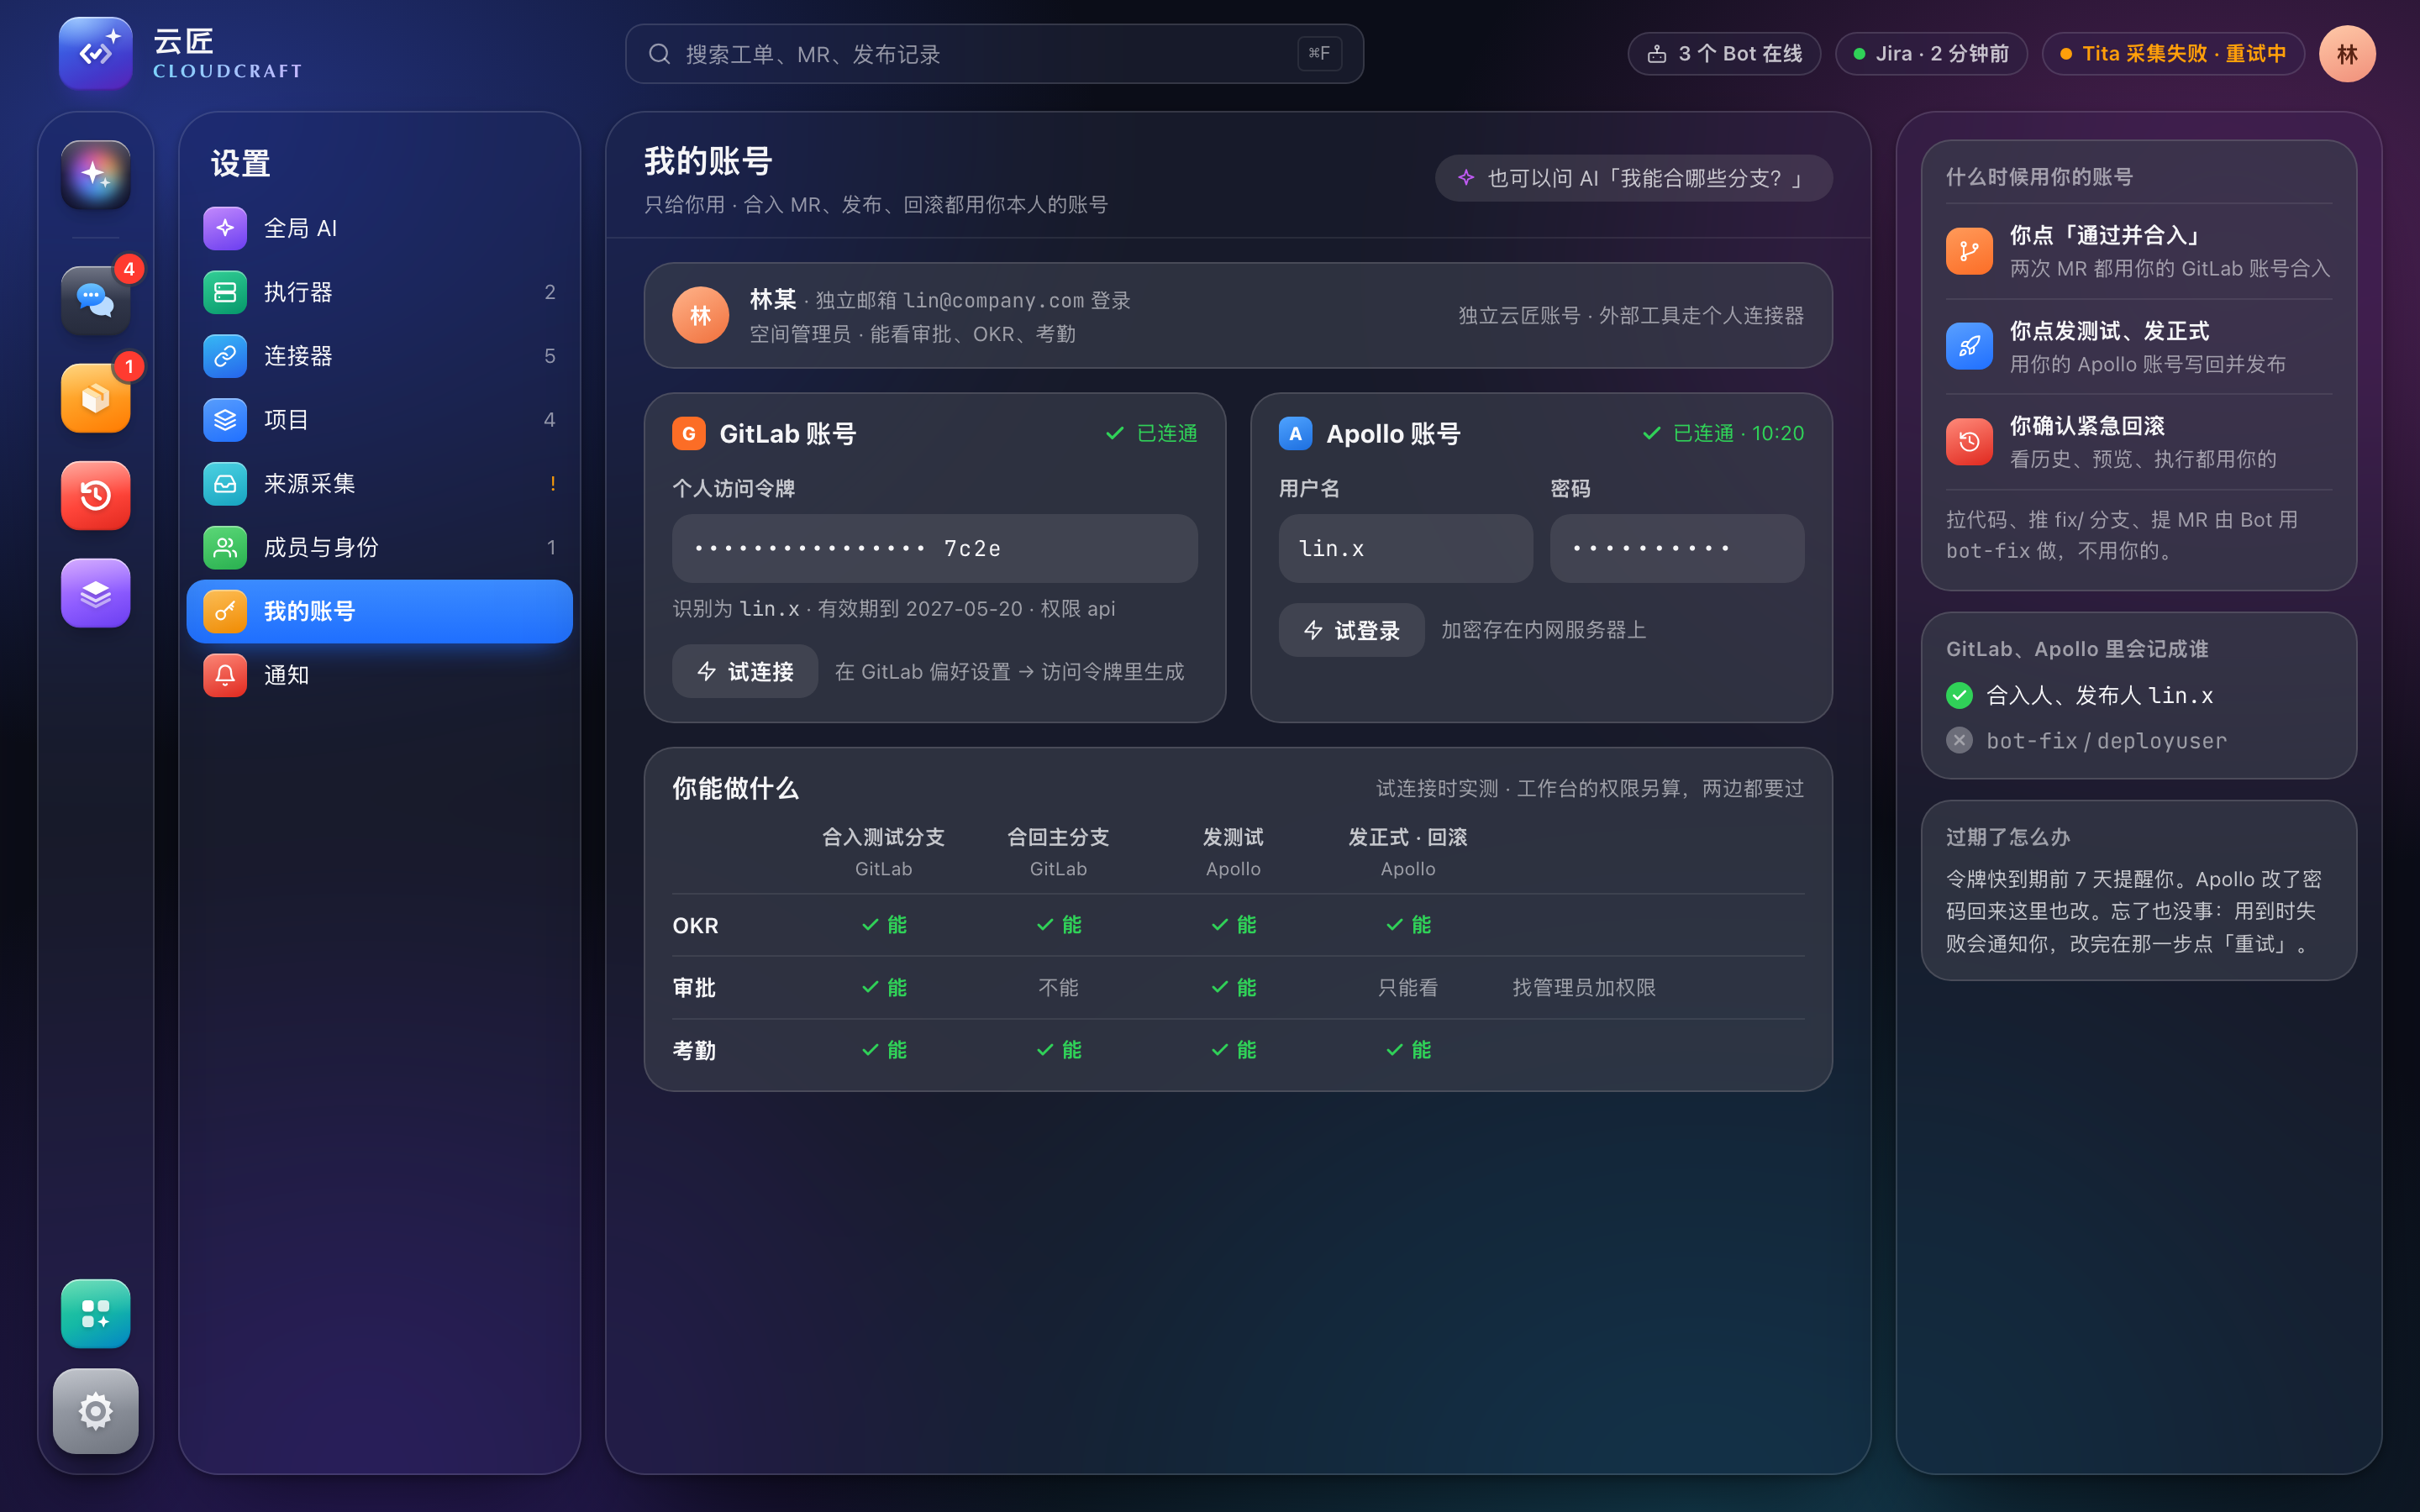 云匠
CLOUDCRAFT
搜索工单、MR、发布记录
⌘F
3 个 Bot 在线
Jira · 2 分钟前
Tita 采集失败 · 重试中
林
4
1
设置
全局 AI
执行器 2
连接器 5
项目 4
来源采集 !
成员与身份 1
我的账号
通知
我的账号
只给你用 · 合入 MR、发布、回滚都用你本人的账号
也可以问 AI「我能合哪些分支？」
林
林某 · 独立邮箱 lin@company.com 登录
空间管理员 · 能看审批、OKR、考勤
独立云匠账号 · 外部工具走个人连接器
G GitLab 账号
已连通
个人访问令牌
•••••••••••••••• 7c2e
识别为 lin.x · 有效期到 2027-05-20 · 权限 api
试连接
在 GitLab 偏好设置 → 访问令牌里生成
A Apollo 账号
已连通 · 10:20
用户名
密码
lin.x
••••••••••
试登录
加密存在内网服务器上
你能做什么
试连接时实测 · 工作台的权限另算，两边都要过
合入测试分支 合回主分支 发测试 发正式 · 回滚
GitLab GitLab Apollo Apollo
OKR 能 能 能 能
审批 能 不能 能 只能看 找管理员加权限
考勤 能 能 能 能
什么时候用你的账号
你点「通过并合入」
两次 MR 都用你的 GitLab 账号合入
你点发测试、发正式
用你的 Apollo 账号写回并发布
你确认紧急回滚
看历史、预览、执行都用你的
拉代码、推 fix/ 分支、提 MR 由 Bot 用
bot-fix 做，不用你的。
GitLab、Apollo 里会记成谁
合入人、发布人 lin.x
bot-fix / deployuser
过期了怎么办
令牌快到期前 7 天提醒你。Apollo 改了密
码回来这里也改。忘了也没事：用到时失
败会通知你，改完在那一步点「重试」。